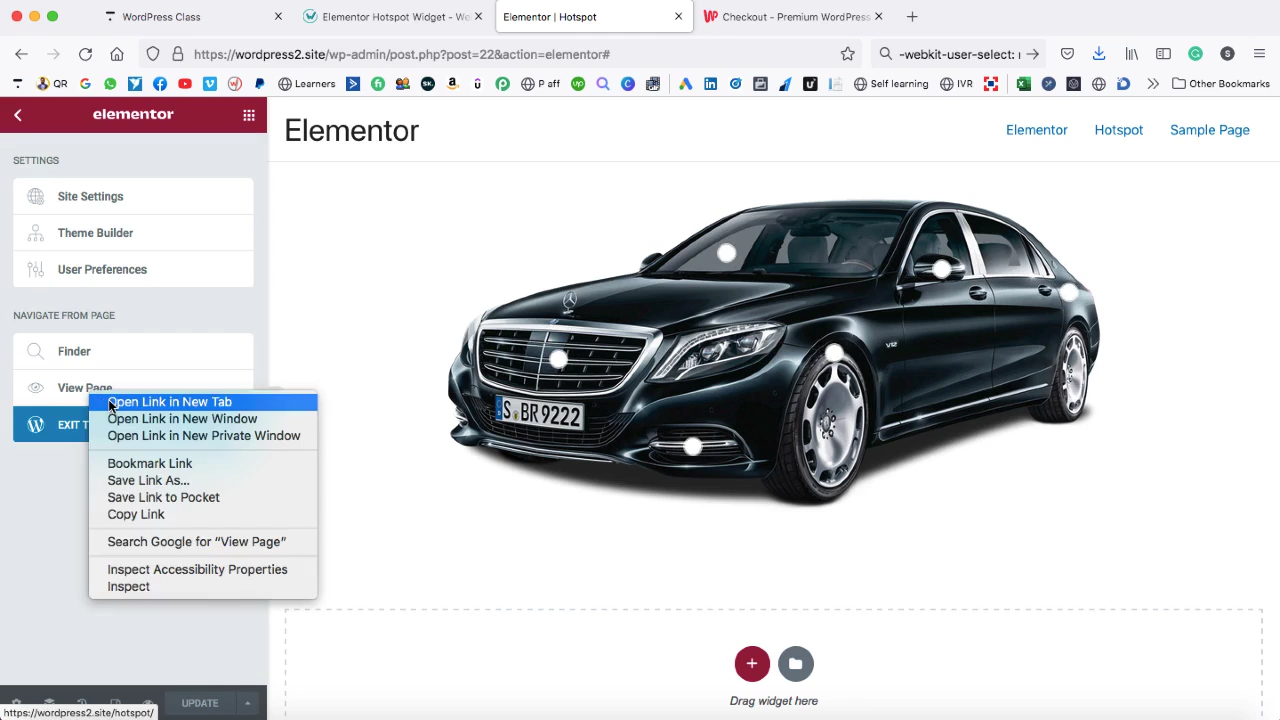 WordPress Class
Elementor Hotspot Widget - We
Elementor | Hotspot
Checkout - Premium WordPress
https://wordpress2.site/wp-admin/post.php?post=22&action=elementor#
-webkit-user-select: n
QR
Learners
P aff
Self learning
IVR
Other Bookmarks
elementor
SETTINGS
Site Settings
Theme Builder
User Preferences
NAVIGATE FROM PAGE
Finder
View Page
EXIT T
Open Link in New Tab
Open Link in New Window
Open Link in New Private Window
Bookmark Link
Save Link As...
Save Link to Pocket
Copy Link
Search Google for “View Page”
Inspect Accessibility Properties
Inspect
UPDATE
https://wordpress2.site/hotspot/
Elementor
Elementor
Hotspot
Sample Page
V12
S BR 9222
Drag widget here